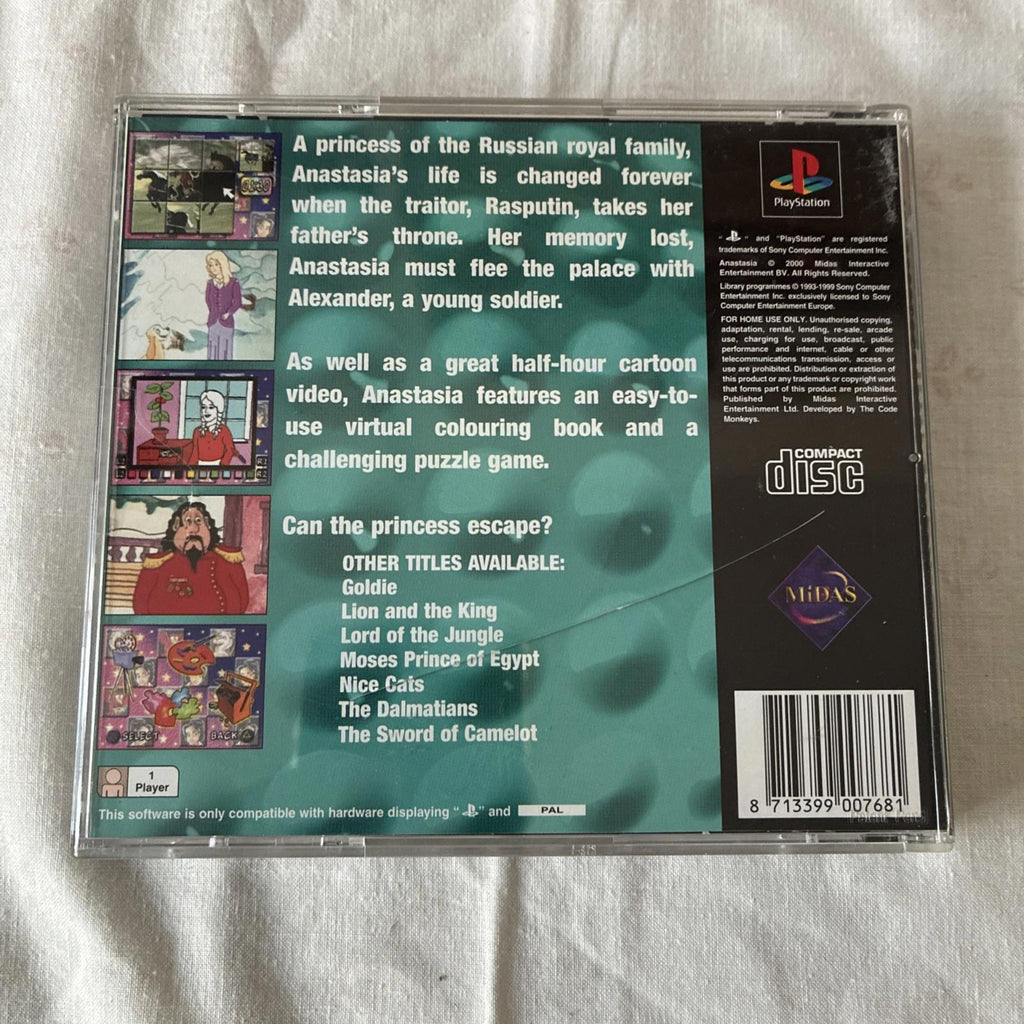 A princess of the Russian royal family,
Anastasia's life is changed forever
when the traitor, Rasputin, takes her
father's throne. Her memory lost,
Anastasia must flee the palace with
Alexander, a young soldier.
As well as a great half-hour cartoon
video, Anastasia features an easy-to-
use virtual colouring book and a
challenging puzzle game.
Can the princess escape?
OTHER TITLES AVAILABLE:
Goldie
Lion and the King
Lord of the Jungle
Moses Prince of Egypt
Nice Cats
The Dalmatians
The Sword of Camelot
SELECT
BACK
1
Player
This software is only compatible with hardware displaying " " and PAL
PlayStation
" " and "PlayStation" are registered
trademarks of Sony Computer Entertainment Inc.
Anastasia © 2000 Midas Interactive
Entertainment BV. All Rights Reserved.
Library programmes © 1993-1999 Sony Computer
Entertainment Inc. exclusively licensed to Sony
Computer Entertainment Europe.
FOR HOME USE ONLY. Unauthorised copying,
adaptation, rental, lending, re-sale, arcade
use, charging for use, broadcast, public
performance and internet, cable or other
telecommunications transmission, access or
use are prohibited. Distribution or extraction of
this product or any trademark or copyright work
that forms part of this product are prohibited.
Published by Midas Interactive
Entertainment Ltd. Developed by The Code
Monkeys.
COMPACT
disc
MiDAS
8 713399 007681